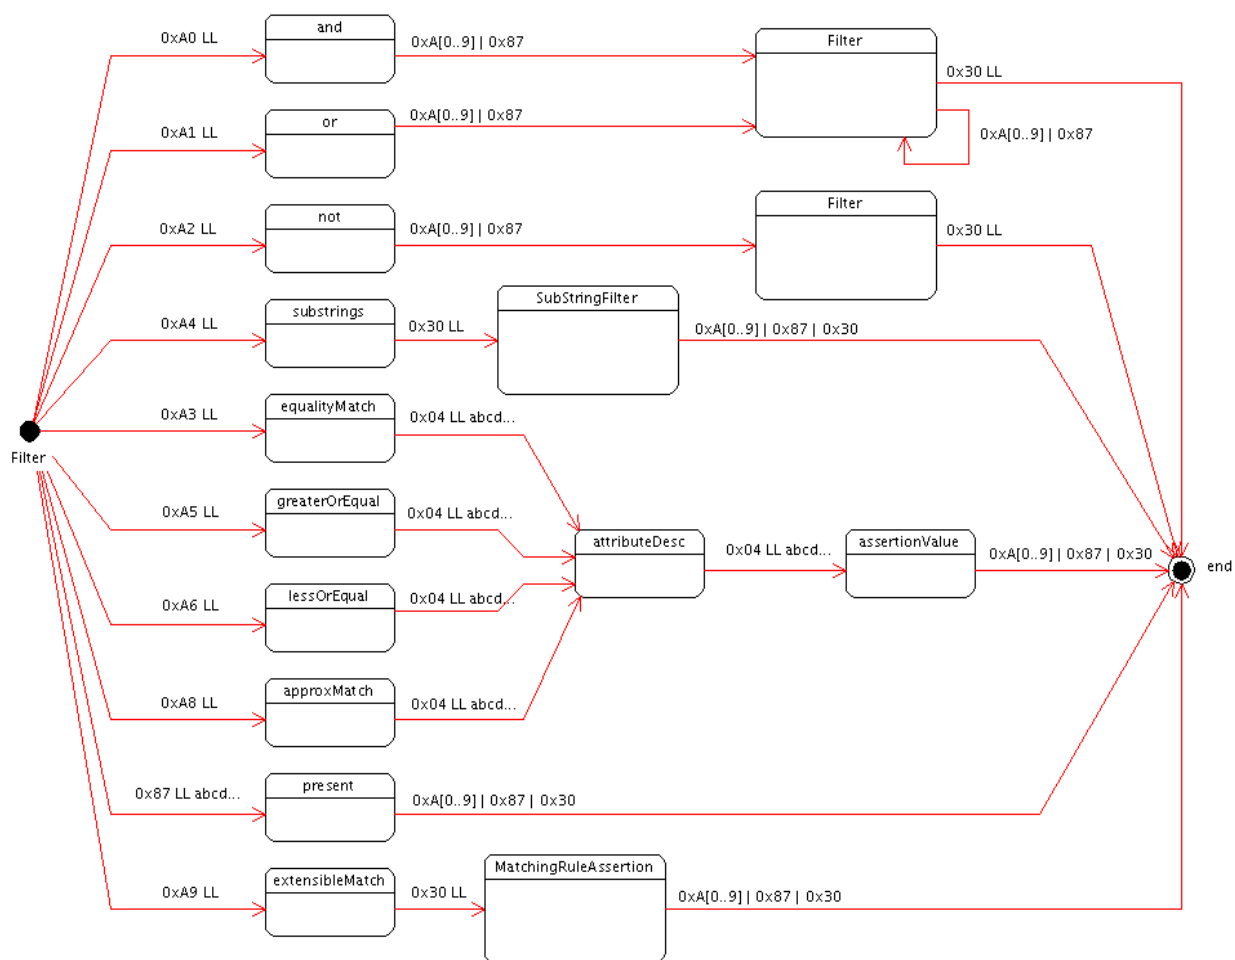 0xA0 LL
and
0xA[0..9] | 0x87
Filter
0x30 LL
0xA1 LL
or
0xA[0..9] | 0x87
0xA[0..9] | 0x87
0xA2 LL
not
0xA[0..9] | 0x87
Filter
0x30 LL
0xA4 LL
substrings
0x30 LL
SubStringFilter
0xA[0..9] | 0x87 | 0x30
0xA3 LL
equalityMatch
0x04 LL abcd...
Filter
0xA5 LL
greaterOrEqual
0x04 LL abcd...
attributeDesc
0x04 LL abcd...
assertionValue
0xA[0..9] | 0x87 | 0x30
end
0xA6 LL
lessOrEqual
0x04 LL abcd...
0xA8 LL
approxMatch
0x04 LL abcd...
0x87 LL abcd...
present
0xA[0..9] | 0x87 | 0x30
0xA9 LL
extensibleMatch
0x30 LL
MatchingRuleAssertion
0xA[0..9] | 0x87 | 0x30